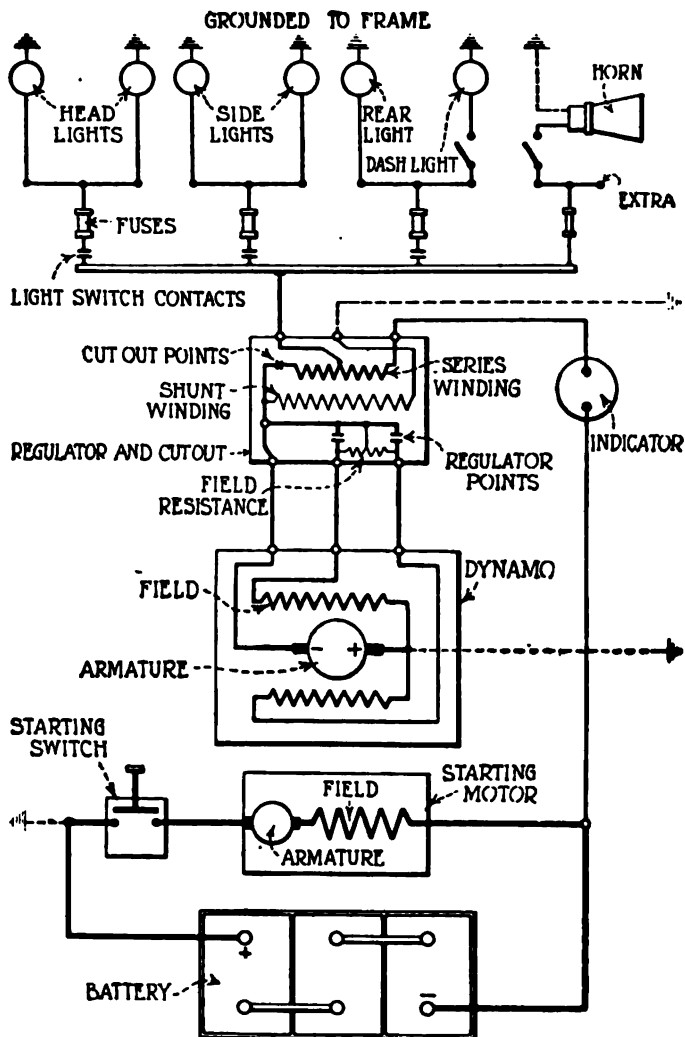 GROUNDED TO FRAME
HEAD LIGHTS
SIDE LIGHTS
REAR LIGHT
DASH LIGHT
HORN
FUSES
EXTRA
LIGHT SWITCH CONTACTS
CUT OUT POINTS
SERIES WINDING
SHUNT WINDING
INDICATOR
REGULATOR AND CUTOUT
REGULATOR POINTS
FIELD RESISTANCE
DYNAMO
FIELD
- +
ARMATURE
STARTING SWITCH
STARTING MOTOR
FIELD
ARMATURE
+
BATTERY
-